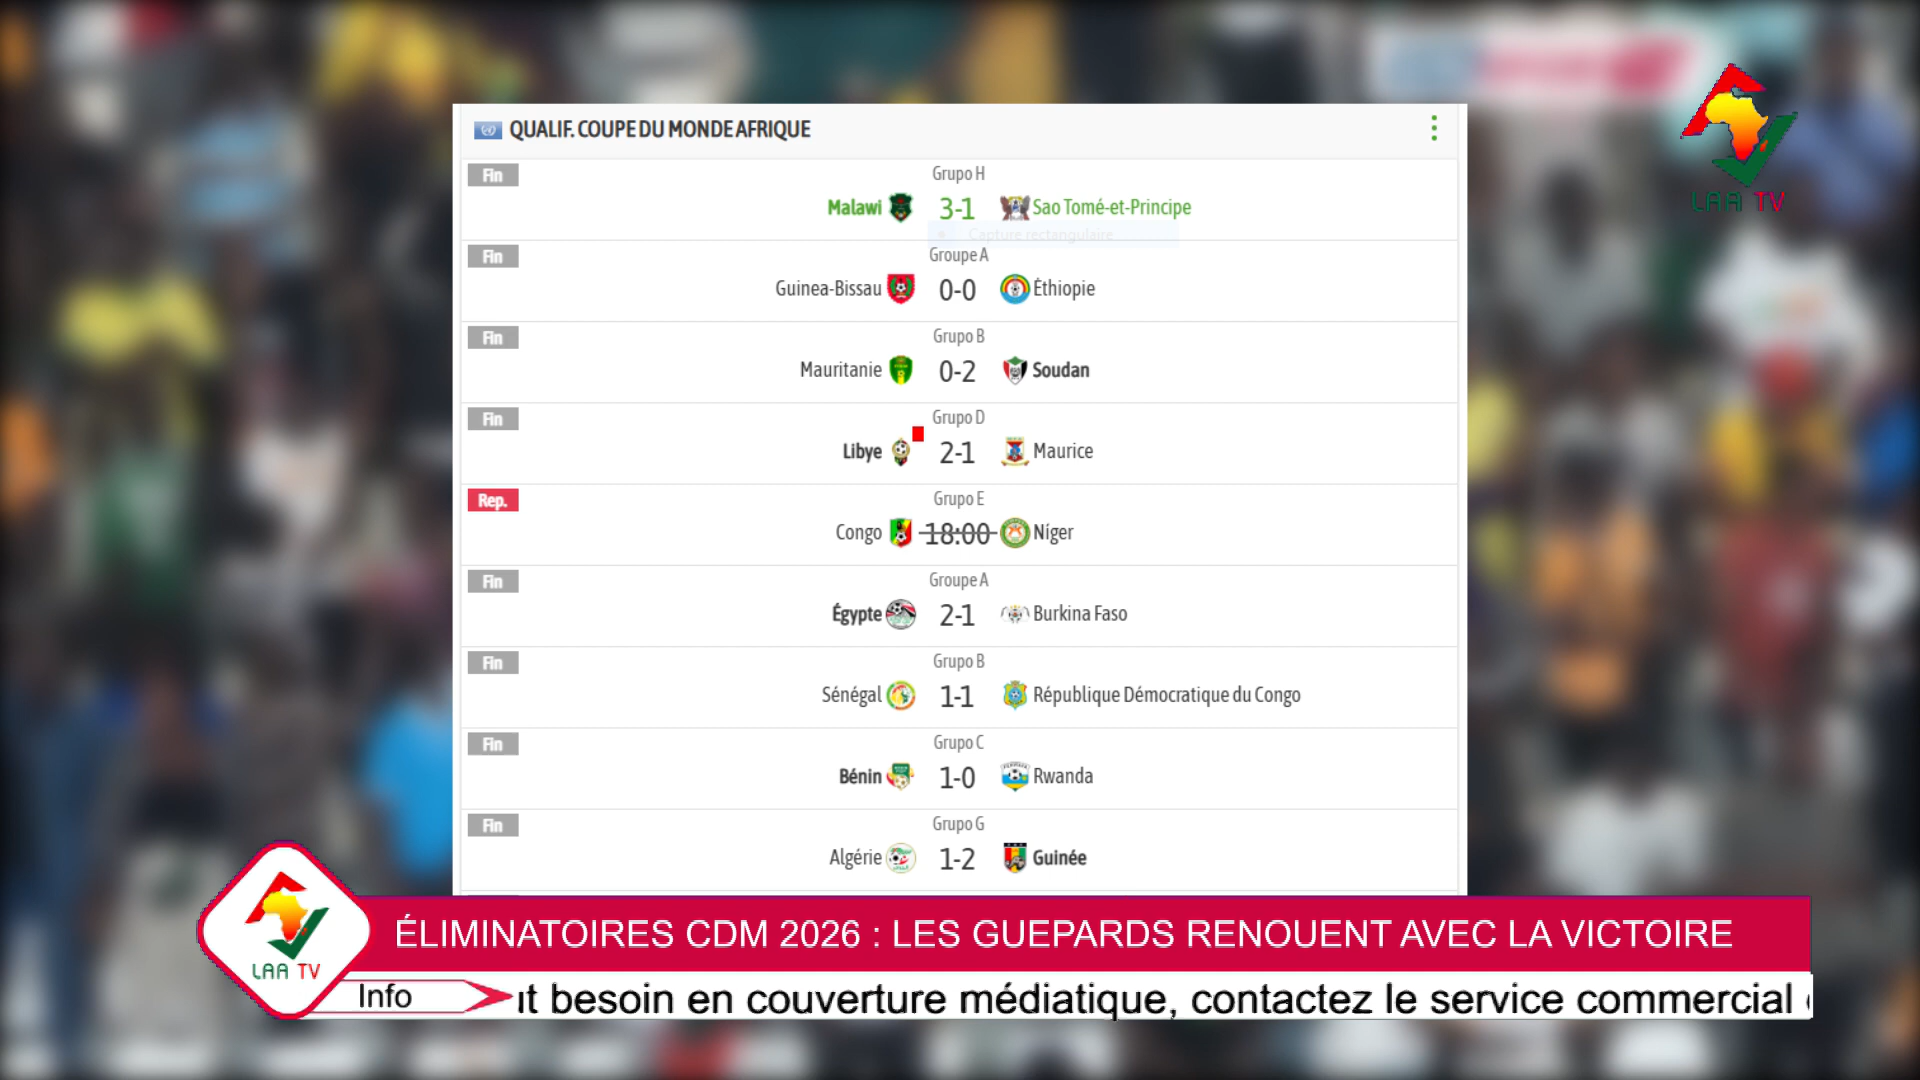 QUALIF. COUPE DU MONDE AFRIQUE
LAA TV
Fin
Grupo H
Malawi 3-1 Sao Tomé-et-Principe
Capture rectangulaire
Fin
Groupe A
Guinea-Bissau 0-0 Éthiopie
Fin
Grupo B
Mauritanie 0-2 Soudan
Fin
Grupo D
Libye 2-1 Maurice
Rep.
Grupo E
Congo 18:00 Níger
Fin
Groupe A
Égypte 2-1 Burkina Faso
Fin
Grupo B
Sénégal 1-1 République Démocratique du Congo
Fin
Grupo C
Bénin 1-0 Rwanda
Fin
Grupo G
Algérie 1-2 Guinée
ÉLIMINATOIRES CDM 2026 : LES GUEPARDS RENOUENT AVEC LA VICTOIRE
LAA TV
Info
besoin en couverture médiatique, contactez le service commercial